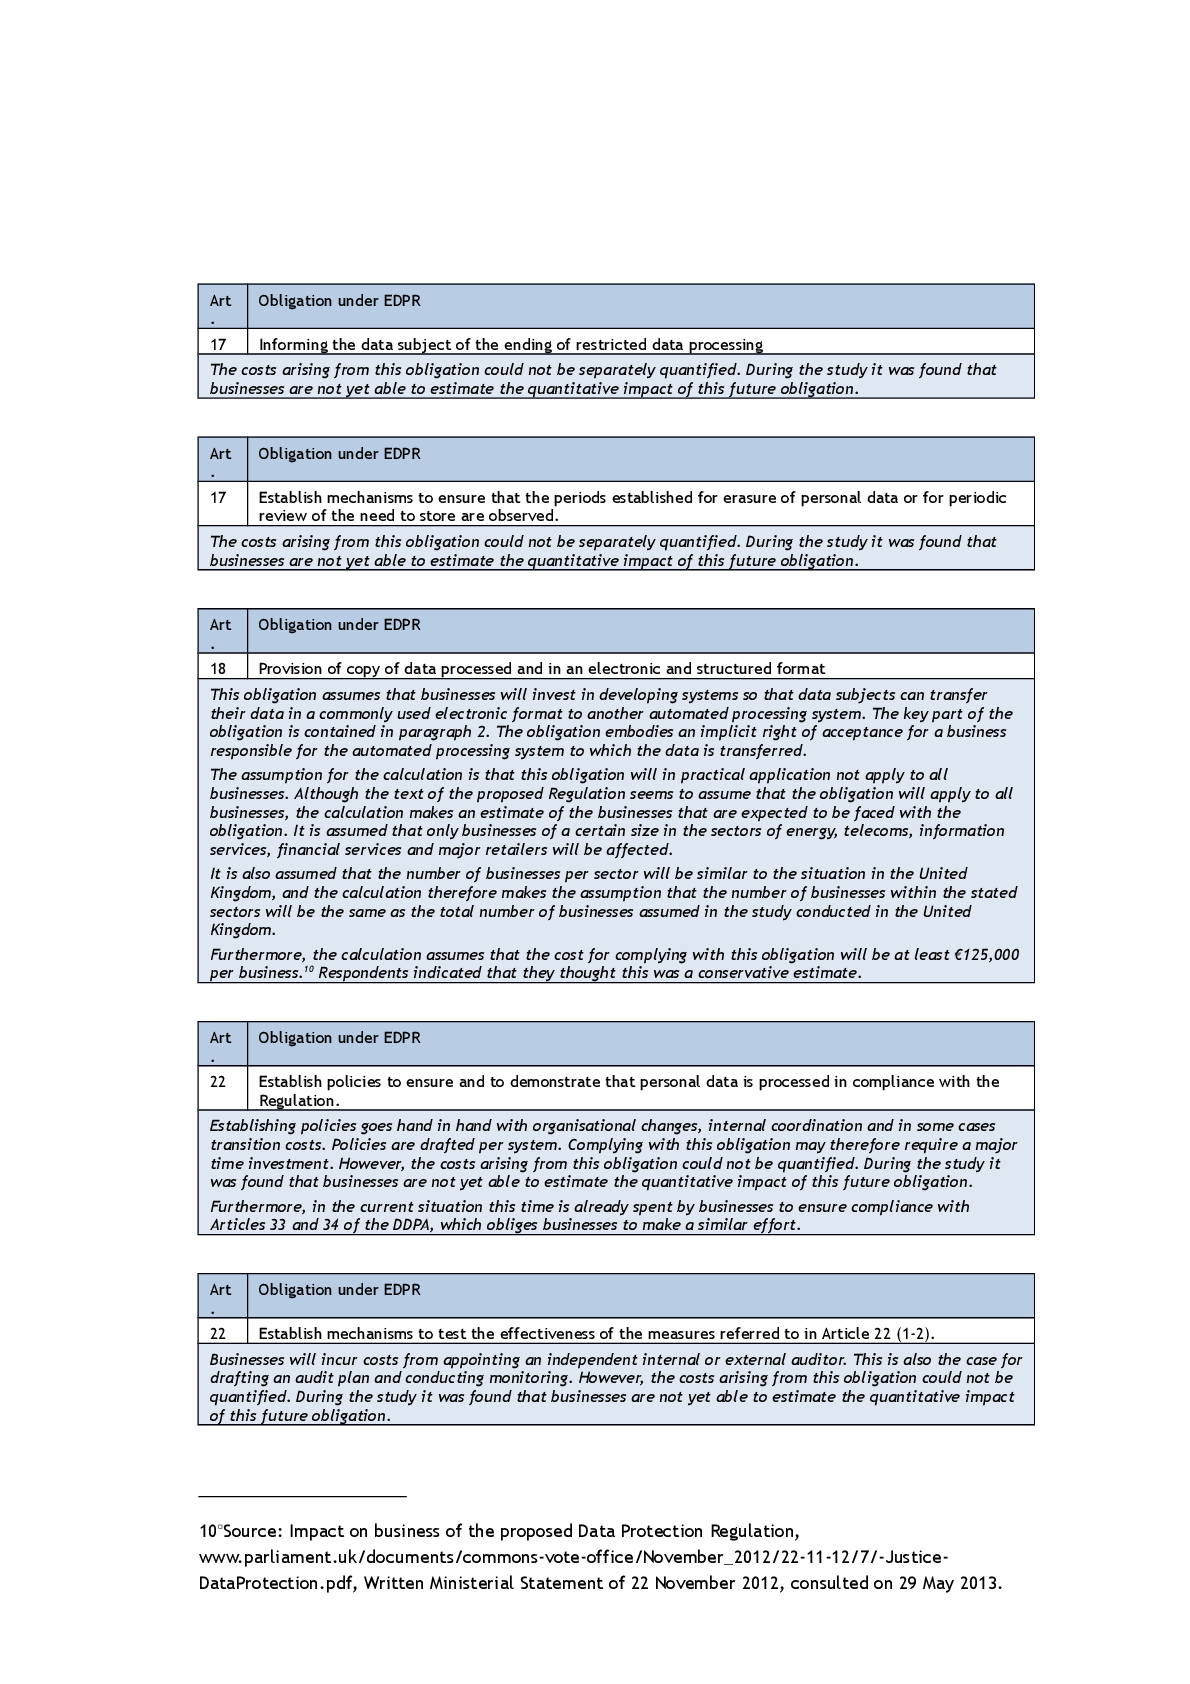 Art Obligation under EDPR
.
17 Informing the data subject of the ending of restricted data processing
The costs arising from this obligation could not be separately quantified. During the study it was found that
businesses are not yet able to estimate the quantitative impact of this future obligation.
Art Obligation under EDPR
.
17 Establish mechanisms to ensure that the periods established for erasure of personal data or for periodic
review of the need to store are observed.
The costs arising from this obligation could not be separately quantified. During the study it was found that
businesses are not yet able to estimate the quantitative impact of this future obligation.
Art Obligation under EDPR
.
18 Provision of copy of data processed and in an electronic and structured format
This obligation assumes that businesses will invest in developing systems so that data subjects can transfer
their data in a commonly used electronic format to another automated processing system. The key part of the
obligation is contained in paragraph 2. The obligation embodies an implicit right of acceptance for a business
responsible for the automated processing system to which the data is transferred.
The assumption for the calculation is that this obligation will in practical application not apply to all
businesses. Although the text of the proposed Regulation seems to assume that the obligation will apply to all
businesses, the calculation makes an estimate of the businesses that are expected to be faced with the
obligation. It is assumed that only businesses of a certain size in the sectors of energy, telecoms, information
services, financial services and major retailers will be affected.
It is also assumed that the number of businesses per sector will be similar to the situation in the United
Kingdom, and the calculation therefore makes the assumption that the number of businesses within the stated
sectors will be the same as the total number of businesses assumed in the study conducted in the United
Kingdom.
Furthermore, the calculation assumes that the cost for complying with this obligation will be at least €125,000
per business.10 Respondents indicated that they thought this was a conservative estimate.
Art Obligation under EDPR
.
22 Establish policies to ensure and to demonstrate that personal data is processed in compliance with the
Regulation.
Establishing policies goes hand in hand with organisational changes, internal coordination and in some cases
transition costs. Policies are drafted per system. Complying with this obligation may therefore require a major
time investment. However, the costs arising from this obligation could not be quantified. During the study it
was found that businesses are not yet able to estimate the quantitative impact of this future obligation.
Furthermore, in the current situation this time is already spent by businesses to ensure compliance with
Articles 33 and 34 of the DDPA, which obliges businesses to make a similar effort.
Art Obligation under EDPR
.
22 Establish mechanisms to test the effectiveness of the measures referred to in Article 22 (1-2).
Businesses will incur costs from appointing an independent internal or external auditor. This is also the case for
drafting an audit plan and conducting monitoring. However, the costs arising from this obligation could not be
quantified. During the study it was found that businesses are not yet able to estimate the quantitative impact
of this future obligation.
10 Source: Impact on business of the proposed Data Protection Regulation,
www.parliament.uk/documents/commons-vote-office/November_2012/22-11-12/7/-Justice-
DataProtection.pdf, Written Ministerial Statement of 22 November 2012, consulted on 29 May 2013.